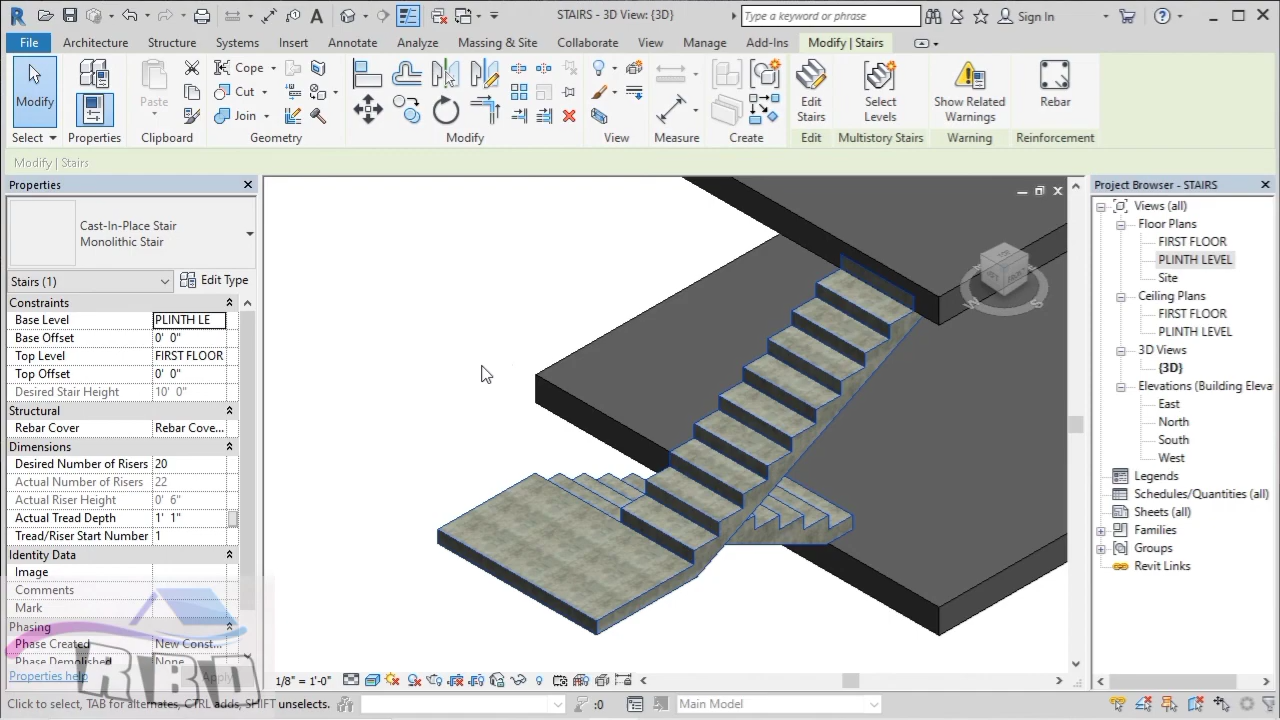 STAIRS - 3D View: {3D}
Type a keyword or phrase
Sign In
File
Architecture
Structure
Systems
Insert
Annotate
Analyze
Massing & Site
Collaborate
View
Manage
Add-Ins
Modify | Stairs
Modify
Properties
Paste
Cope
Cut
Join
Edit
Stairs
Select
Levels
Show Related
Warnings
Rebar
Select
Properties
Clipboard
Geometry
Modify
View
Measure
Create
Edit
Multistory Stairs
Warning
Reinforcement
Modify | Stairs
Properties
Cast-In-Place Stair
Monolithic Stair
Stairs (1)
Edit Type
Constraints
Base Level PLINTH LE
Base Offset 0' 0"
Top Level FIRST FLOOR
Top Offset 0' 0"
Desired Stair Height 10' 0"
Structural
Rebar Cover Rebar Cove...
Dimensions
Desired Number of Risers 20
Actual Number of Risers 22
Actual Riser Height 0' 6"
Actual Tread Depth 1' 1"
Tread/Riser Start Number 1
Identity Data
Image
Comments
Mark
Phasing
Phase Created New Const...
Phase Demolished None
Properties help
Apply
RBD
W
S
Project Browser - STAIRS
Views (all)
Floor Plans
FIRST FLOOR
PLINTH LEVEL
Site
Ceiling Plans
FIRST FLOOR
PLINTH LEVEL
3D Views
{3D}
Elevations (Building Eleva
East
North
South
West
Legends
Schedules/Quantities (all)
Sheets (all)
Families
Groups
Revit Links
1/8" = 1'-0"
Click to select, TAB for alternates, CTRL adds, SHIFT unselects.
:0
Main Model